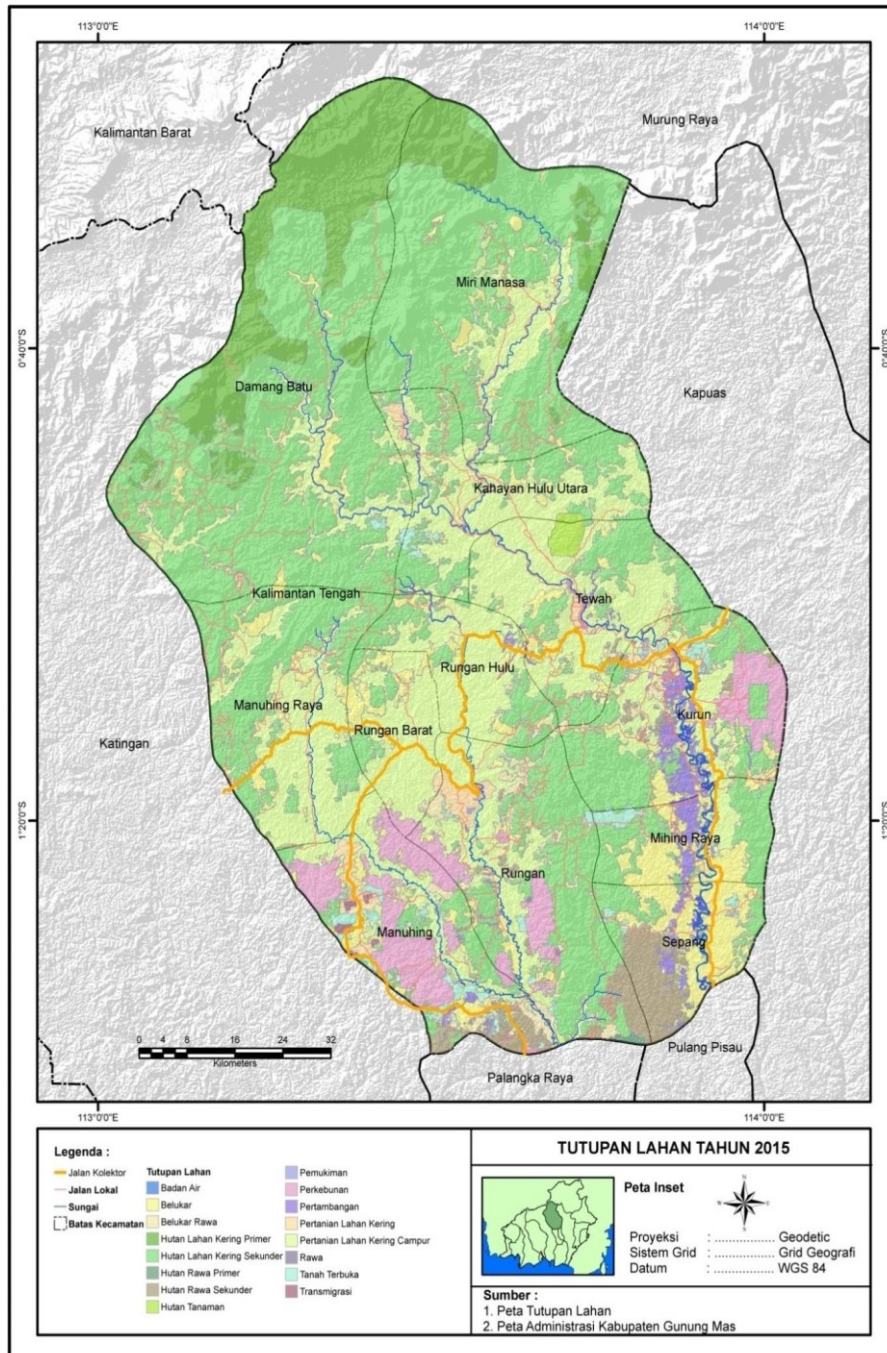 113°0'0"E
114°0'0"E
Kalimantan Barat
Murung Raya
Miri Manasa
0°40'0"S
0°40'0"S
Damang Batu
Kapuas
Kahayan Hulu Utara
Kalimantan Tengah
Tewah
Rungan Hulu
Manuhing Raya
Kurun
Rungan Barat
Katingan
1°20'0"S
1°20'0"S
Mihing Raya
Rungan
Manuhing
Sepang
0 2 4 8 16 24 32
Kilometers
Pulang Pisau
Palangka Raya
113°0'0"E
114°0'0"E
Legenda :
Jalan Kolektor
Jalan Lokal
Sungai
Batas Kecamatan
Tutupan Lahan
Badan Air
Belukar
Belukar Rawa
Hutan Lahan Kering Primer
Hutan Lahan Kering Sekunder
Hutan Rawa Primer
Hutan Rawa Sekunder
Hutan Tanaman
Pemukiman
Perkebunan
Pertambangan
Pertanian Lahan Kering
Pertanian Lahan Kering Campur
Rawa
Tanah Terbuka
Transmigrasi
TUTUPAN LAHAN TAHUN 2015
Peta Inset
N
Proyeksi : .................. Geodetic
Sistem Grid : .................. Grid Geografi
Datum : .................. WGS 84
Sumber :
1. Peta Tutupan Lahan
2. Peta Administrasi Kabupaten Gunung Mas